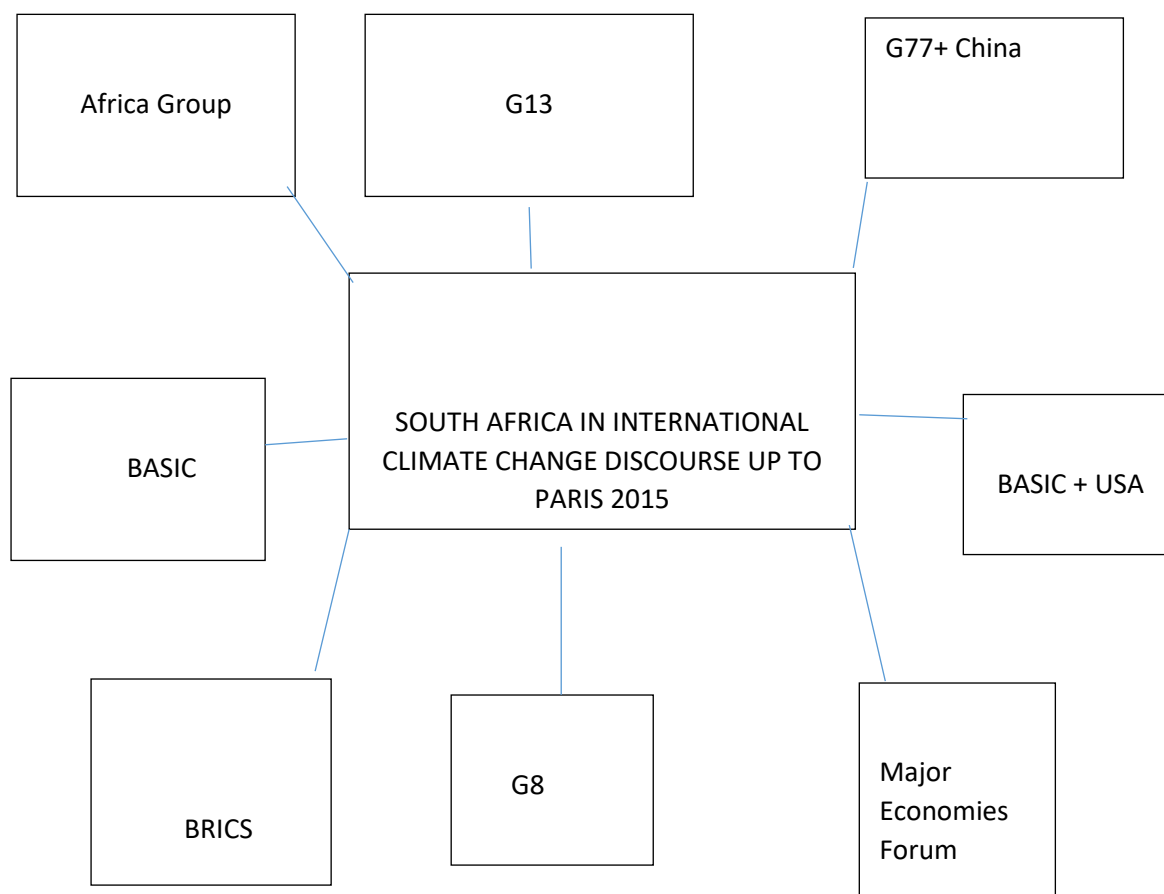 Africa Group
G13
G77+ China
SOUTH AFRICA IN INTERNATIONAL
CLIMATE CHANGE DISCOURSE UP TO
PARIS 2015
BASIC
BASIC + USA
BRICS
G8
Major
Economies
Forum